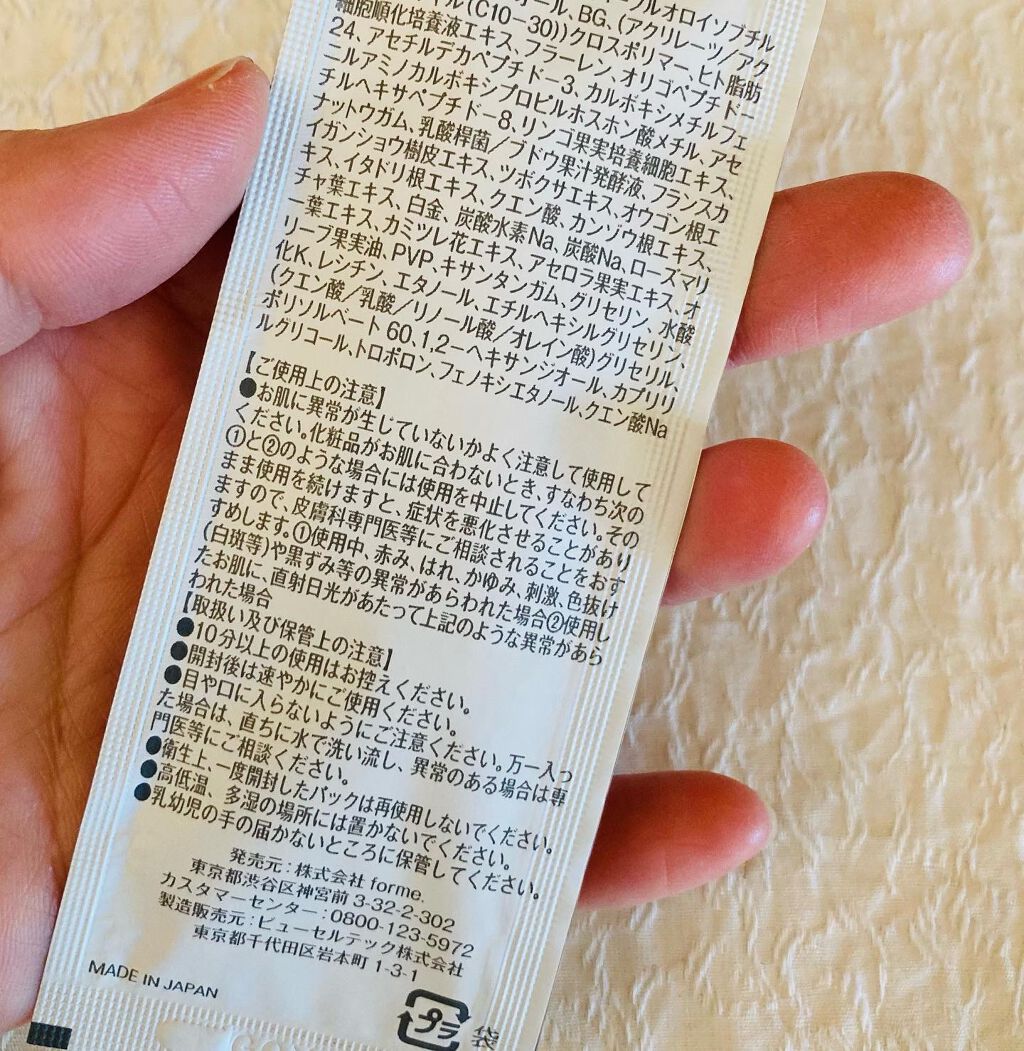 ルオロイソブチル
オール、BG、(アクリレーツ/アク
イル(C10-30))クロスポリマー、ヒト脂肪
細胞順化培養液エキス、フラーレン、オリゴペプチドー
24、アセチルデカペプチドー3、カルボキシメチルフェ
ニルアミノカルボキシプロピルホスホン酸メチル、アセ
チルヘキサペプチドー8、リンゴ果実培養細胞エキス、
ナットウガム、乳酸桿菌/ブドウ果汁発酵液、フランスカ
イガンショウ樹皮エキス、ツボクサエキス、オウゴン根エ
キス、イタドリ根エキス、クエン酸、カンゾウ根エキス、
チャ葉エキス、白金、炭酸水素Na、炭酸Na、ローズマリ
ー葉エキス、カミツレ花エキス、アセロラ果実エキス、オ
リーブ果実油、PVP、キサンタンガム、グリセリン、水酸
化K、レシチン、エタノール、エチルヘキシルグリセリン、
(クエン酸/乳酸/リノール酸/オレイン酸)グリセリル、
ポリソルベート60、1,2-ヘキサンジオール、カプリリ
ルグリコール、トロポロン、フェノキシエタノール、クエン酸Na
【ご使用上の注意】
●お肌に異常が生じていないかよく注意して使用して
ください。化粧品がお肌に合わないとき、すなわち次の
①と②のような場合には使用を中止してください。その
まま使用を続けますと、症状を悪化させることがあり
ますので、皮膚科専門医等にご相談されることをおす
すめします。①使用中、赤み、はれ、かゆみ、刺激、色抜け
(白斑等)や黒ずみ等の異常があらわれた場合②使用し
たお肌に、直射日光があたって上記のような異常があら
われた場合
【取扱い及び保管上の注意】
●10分以上の使用はお控えください。
●開封後は速やかにご使用ください。
●目や口に入らないようにご注意ください。万一入っ
た場合は、直ちに水で洗い流し、異常のある場合は専
門医等にご相談ください。
●衛生上、一度開封したパックは再使用しないでください。
●高低温、多湿の場所には置かないでください。
●乳幼児の手の届かないところに保管してください。
発売元:株式会社 forme.
東京都渋谷区神宮前 3-32-2-302
カスタマーセンター:0800-123-5972
製造販売元:ビューセルテック株式会社
東京都千代田区岩本町 1-3-1
MADE IN JAPAN
プラ
袋